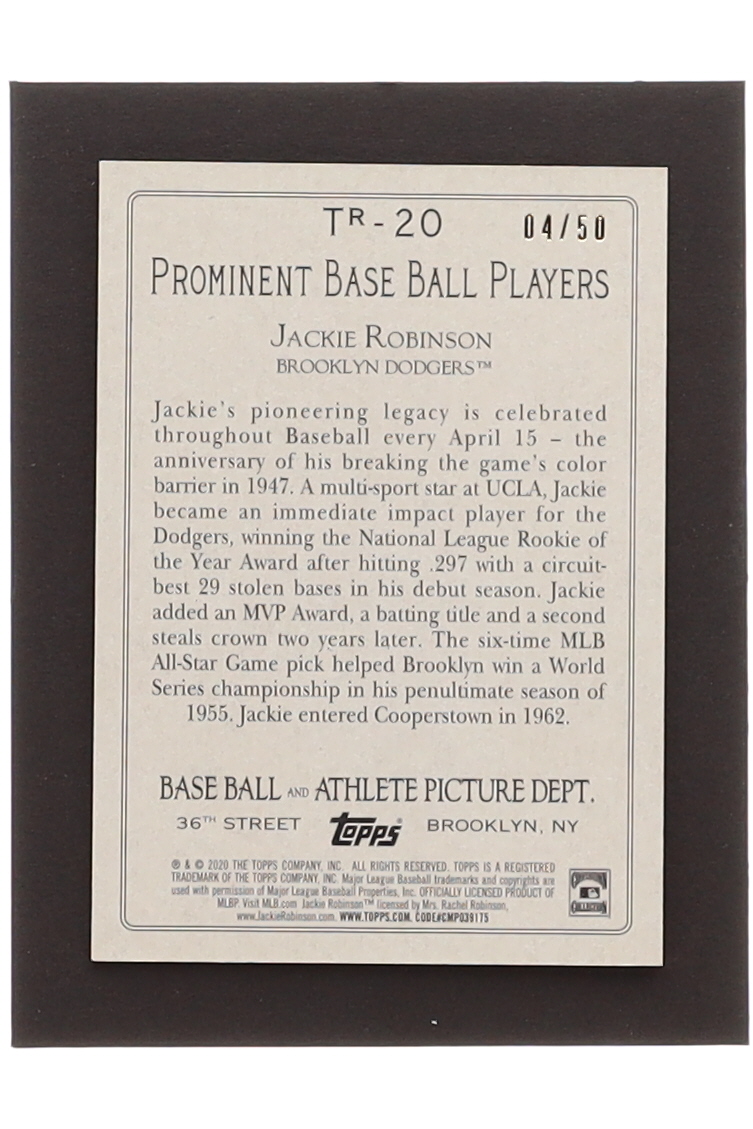 TR-20 04/50
PROMINENT BASE BALL PLAYERS
JACKIE ROBINSON
BROOKLYN DODGERS™
Jackie's pioneering legacy is celebrated
throughout Baseball every April 15 – the
anniversary of his breaking the game's color
barrier in 1947. A multi-sport star at UCLA, Jackie
became an immediate impact player for the
Dodgers, winning the National League Rookie of
the Year Award after hitting .297 with a circuit-
best 29 stolen bases in his debut season. Jackie
added an MVP Award, a batting title and a second
steals crown two years later. The six-time MLB
All-Star Game pick helped Brooklyn win a World
Series championship in his penultimate season of
1955. Jackie entered Cooperstown in 1962.
BASE BALL AND ATHLETE PICTURE DEPT.
36TH STREET topps® BROOKLYN, NY
® & © 2020 THE TOPPS COMPANY, INC. ALL RIGHTS RESERVED. TOPPS IS A REGISTERED
TRADEMARK OF THE TOPPS COMPANY, INC. Major League Baseball trademarks and copyrights are
used with permission of Major League Baseball Properties, Inc. OFFICIALLY LICENSED PRODUCT OF
MLBP. Visit MLB.com Jackie Robinson™ licensed by Mrs. Rachel Robinson,
www.JackieRobinson.com. WWW.TOPPS.COM. CODE#CMP039175